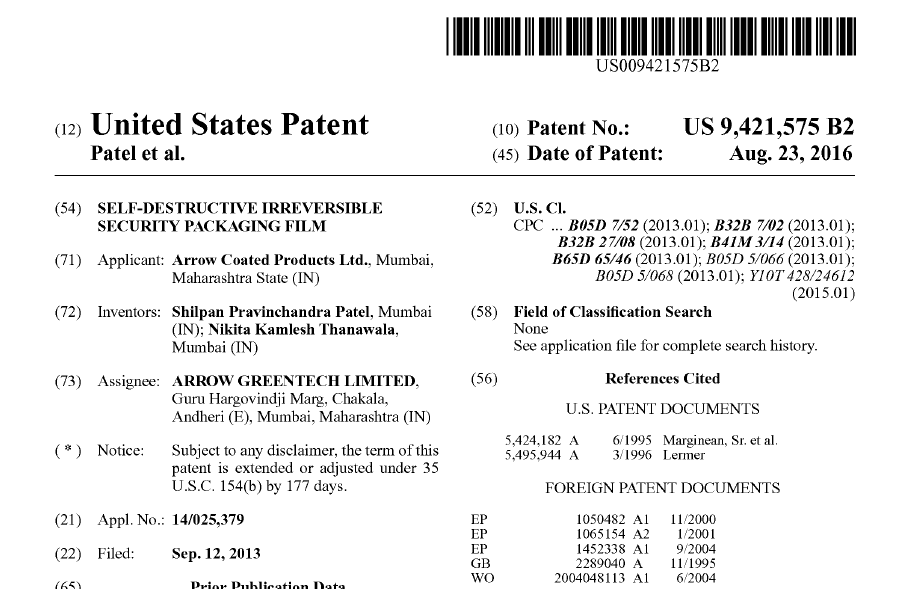 US009421575B2
(12) United States Patent
Patel et al.
(10) Patent No.: US 9,421,575 B2
(45) Date of Patent: Aug. 23, 2016
(54) SELF-DESTRUCTIVE IRREVERSIBLE
SECURITY PACKAGING FILM
(71) Applicant: Arrow Coated Products Ltd., Mumbai,
Maharashtra State (IN)
(72) Inventors: Shilpan Pravinchandra Patel, Mumbai
(IN); Nikita Kamlesh Thanawala,
Mumbai (IN)
(73) Assignee: ARROW GREENTECH LIMITED,
Guru Hargovindji Marg, Chakala,
Andheri (E), Mumbai, Maharashtra (IN)
( * ) Notice: Subject to any disclaimer, the term of this
patent is extended or adjusted under 35
U.S.C. 154(b) by 177 days.
(21) Appl. No.: 14/025,379
(22) Filed: Sep. 12, 2013
(65) Prior Publication Data
(52) U.S. Cl.
CPC ... B05D 7/52 (2013.01); B32B 7/02 (2013.01);
B32B 27/08 (2013.01); B41M 3/14 (2013.01);
B65D 65/46 (2013.01); B05D 5/066 (2013.01);
B05D 5/068 (2013.01); Y10T 428/24612
(2015.01)
(58) Field of Classification Search
None
See application file for complete search history.
(56) References Cited
U.S. PATENT DOCUMENTS
5,424,182 A 6/1995 Marginean, Sr. et al.
5,495,944 A 3/1996 Lermer
FOREIGN PATENT DOCUMENTS
EP 1050482 A1 11/2000
EP 1065154 A2 1/2001
EP 1452338 A1 9/2004
GB 2289040 A 11/1995
WO 2004048113 A1 6/2004